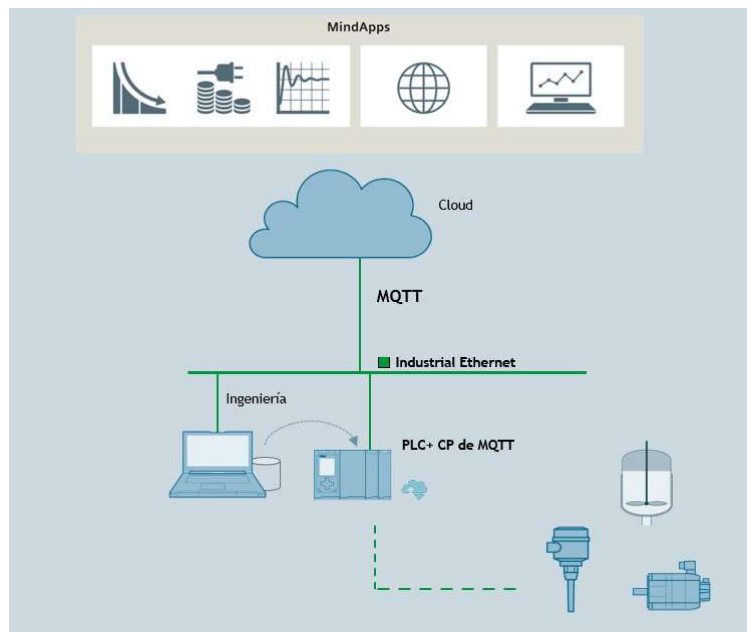 MindApps
Cloud
MQTT
Industrial Ethernet
Ingeniería
PLC+ CP de MQTT